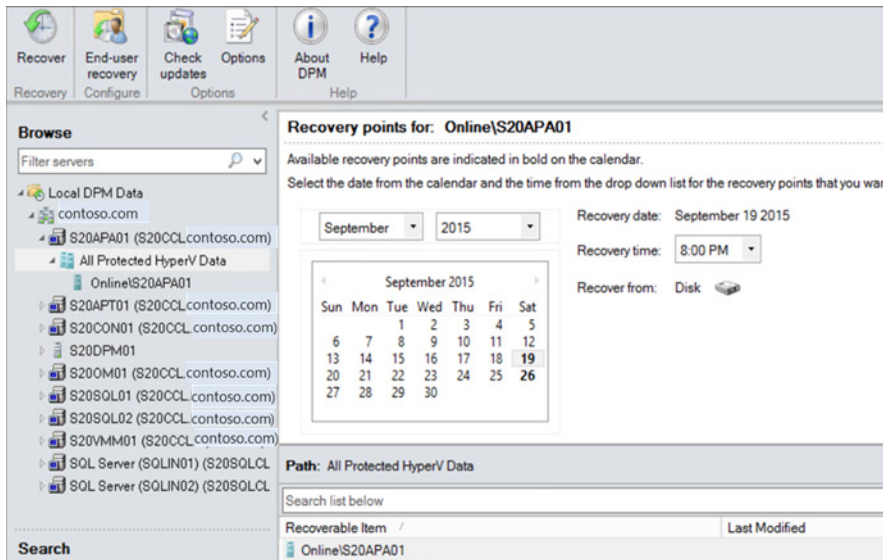 Recover
End-user recovery
Check updates
Options
About DPM
Help
Recovery
Configure
Options
Help
Browse
Filter servers
Local DPM Data
contoso.com
S20APA01 (S20CCL.contoso.com)
All Protected HyperV Data
Online\S20APA01
S20APT01 (S20CCL.contoso.com)
S20CON01 (S20CCL.contoso.com)
S20DPM01
S20OM01 (S20CCL.contoso.com)
S20SQL01 (S20CCL.contoso.com)
S20SQL02 (S20CCL.contoso.com)
S20VMM01 (S20CCL.contoso.com)
SQL Server (SQLIN01) (S20SQLCL
SQL Server (SQLIN02) (S20SQLCL
Search
Recovery points for: Online\S20APA01
Available recovery points are indicated in bold on the calendar.
Select the date from the calendar and the time from the drop down list for the recovery points that you wa
September 2015
September 2015
Sun Mon Tue Wed Thu Fri Sat
1 2 3 4 5
6 7 8 9 10 11 12
13 14 15 16 17 18 19
20 21 22 23 24 25 26
27 28 29 30
Recovery date: September 19 2015
Recovery time: 8:00 PM
Recover from: Disk
Path: All Protected HyperV Data
Search list below
Recoverable Item / Last Modified
Online\S20APA01